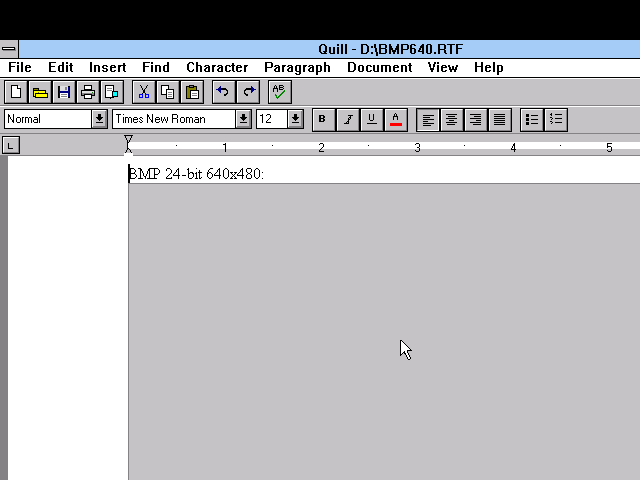 Quill - D:\BMP640.RTF
File Edit Insert Find Character Paragraph Document View Help
AB
Normal Times New Roman 12 B I U A
L 1 2 3 4 5
BMP 24-bit 640x480: